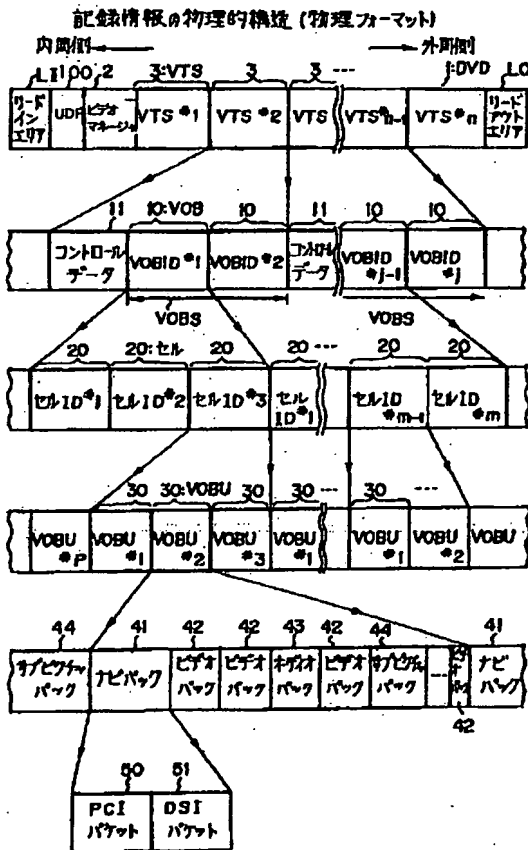 記録情報の物理的構造(物理フォーマット)
内周側 外周側
LI 100 2 3:VTS 3 3 --- 1:DVD LO
リードインエリア UDF ビデオマネージャ VTS#1 VTS#2 VTS VTS#n-1 VTS#n リードアウトエリア
11 10:VOB 10 11 10 10
コントロールデータ VOBID#1 VOBID#2 コントロールデータ VOBID#j-1 VOBID#j
VOBS VOBS
20 20:セル 20 20 --- 20 20
セルID#1 セルID#2 セルID#3 セルID#1 セルID#m-1 セルID#m
30 30:VOBU 30 30 --- 30 ---
VOBU#P VOBU#1 VOBU#2 VOBU#3 VOBU#1 VOBU#1 VOBU#2 VOBU
44 41 42 42 43 42 44 41
サブピクチャパック ナビパック ビデオパック ビデオパック オーディオパック ビデオパック サブピクチャパック --- ビデオパック ナビパック
42
50 51
PCIパケット DSIパケット